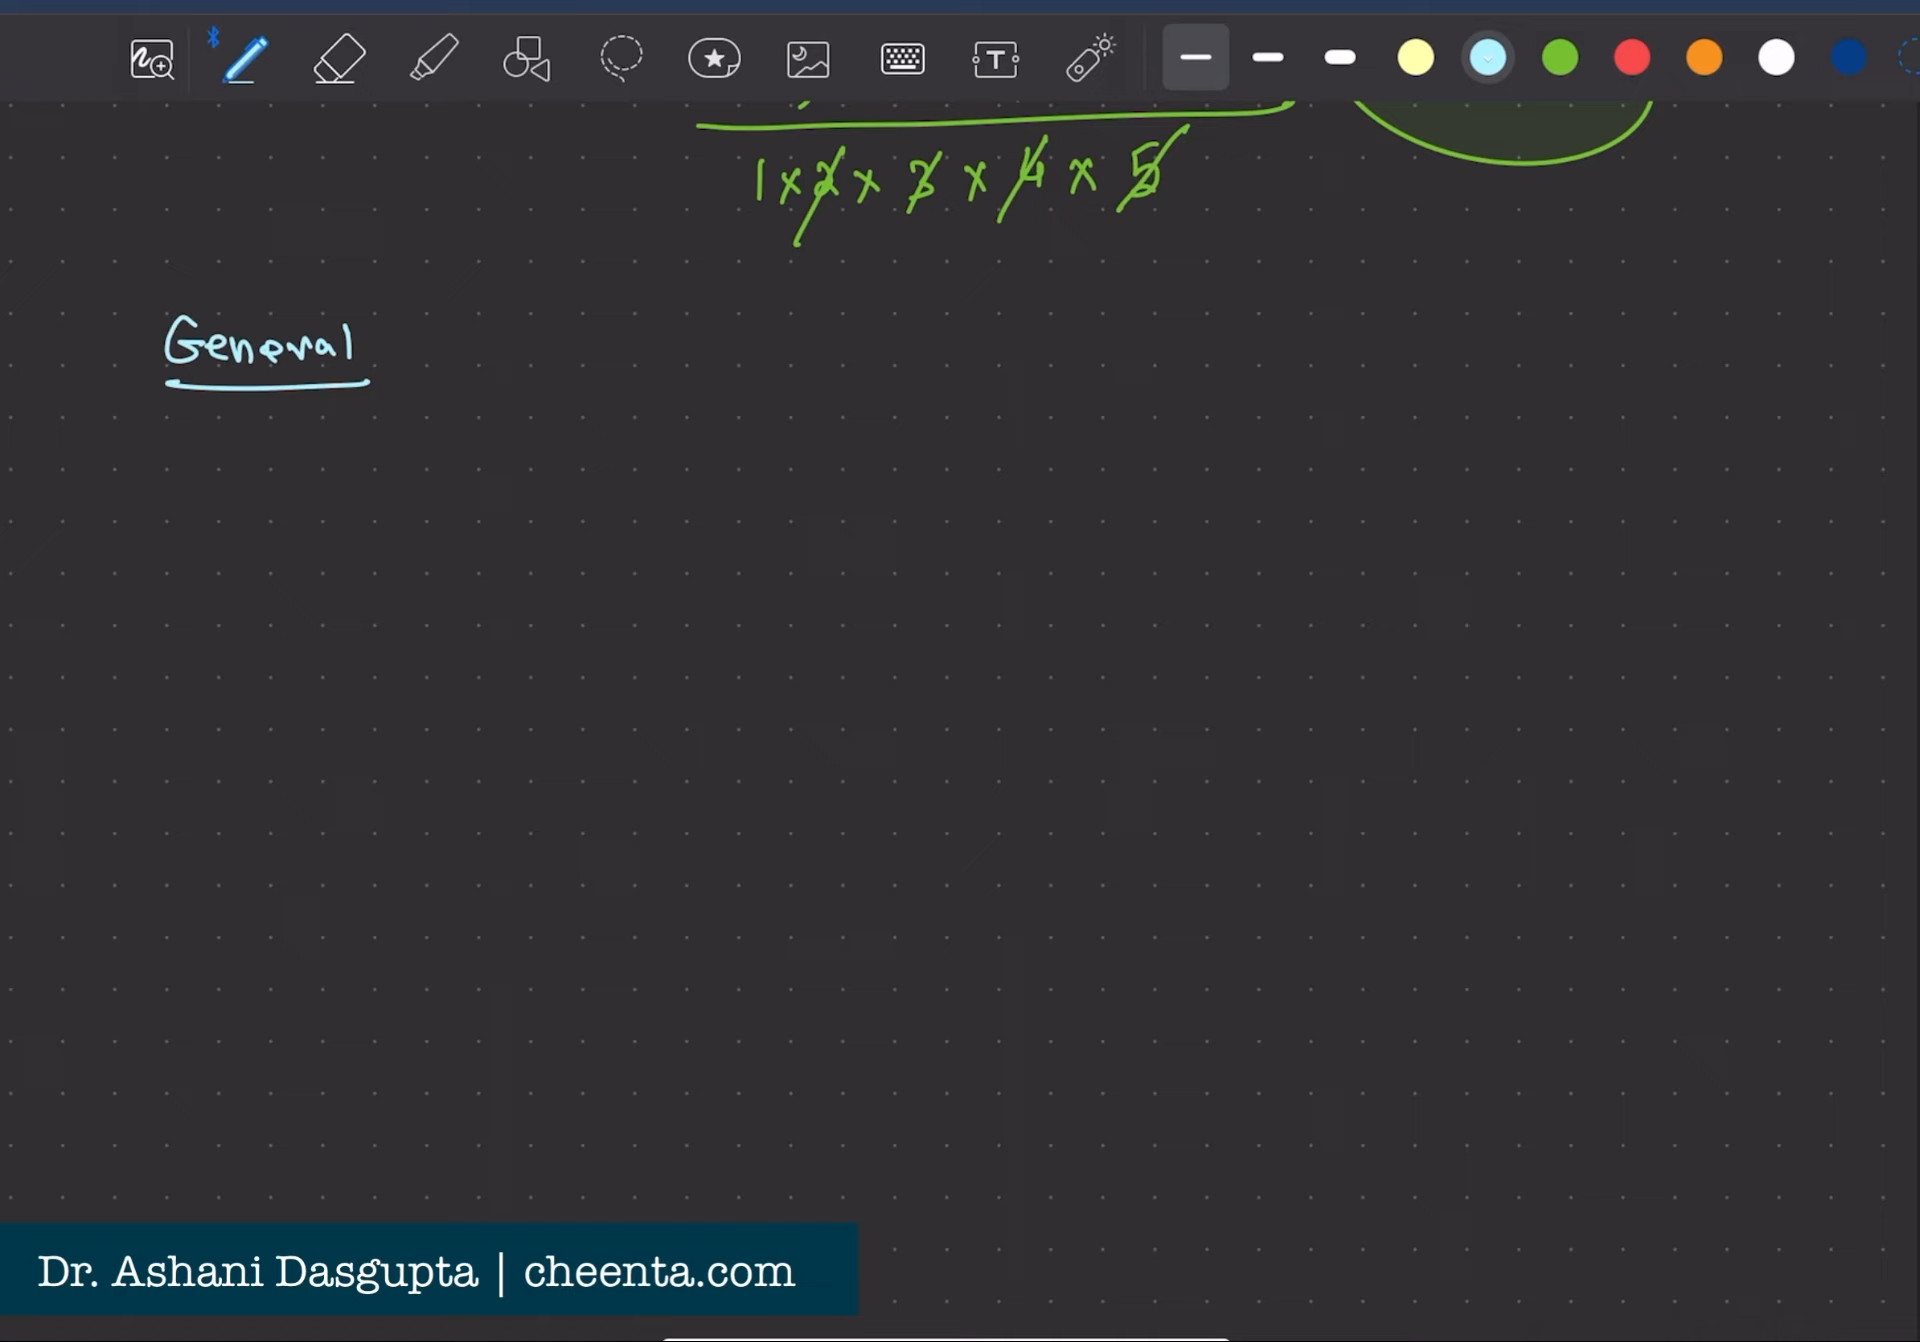 1 × 2 × 3 × 4 × 5
General
Dr. Ashani Dasgupta | cheenta.com